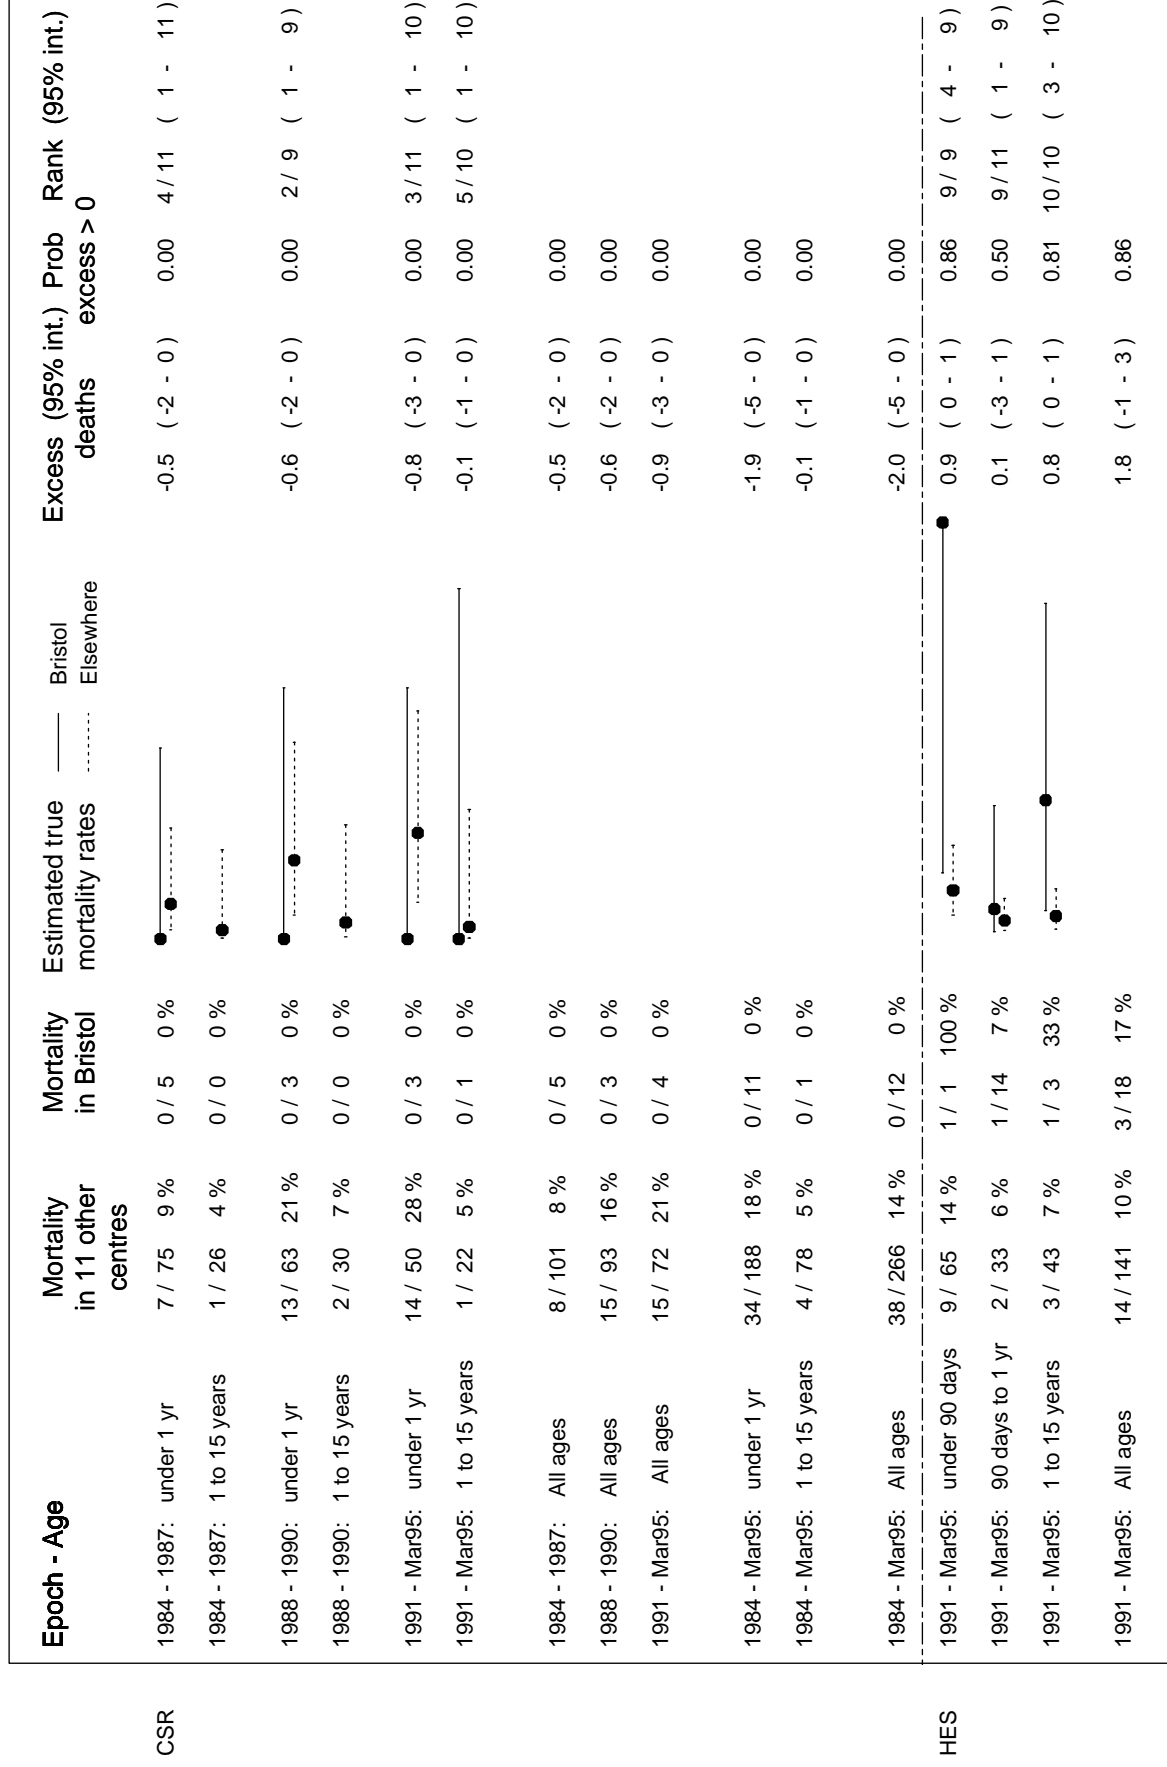 Epoch - Age Mortality in 11 other centres Mortality in Bristol Estimated true mortality rates Bristol Elsewhere Excess (95% int.) deaths Prob excess > 0 Rank (95% int.)
CSR
1984 - 1987: under 1 yr 7 / 75 9 % 0 / 5 0 % -0.5 ( -2 - 0 ) 0.00 4 / 11 ( 1 - 11 )
1984 - 1987: 1 to 15 years 1 / 26 4 % 0 / 0 0 %
1988 - 1990: under 1 yr 13 / 63 21 % 0 / 3 0 % -0.6 ( -2 - 0 ) 0.00 2 / 9 ( 1 - 9 )
1988 - 1990: 1 to 15 years 2 / 30 7 % 0 / 0 0 %
1991 - Mar95: under 1 yr 14 / 50 28 % 0 / 3 0 % -0.8 ( -3 - 0 ) 0.00 3 / 11 ( 1 - 10 )
1991 - Mar95: 1 to 15 years 1 / 22 5 % 0 / 1 0 % -0.1 ( -1 - 0 ) 0.00 5 / 10 ( 1 - 10 )
1984 - 1987: All ages 8 / 101 8 % 0 / 5 0 % -0.5 ( -2 - 0 ) 0.00
1988 - 1990: All ages 15 / 93 16 % 0 / 3 0 % -0.6 ( -2 - 0 ) 0.00
1991 - Mar95: All ages 15 / 72 21 % 0 / 4 0 % -0.9 ( -3 - 0 ) 0.00
1984 - Mar95: under 1 yr 34 / 188 18 % 0 / 11 0 % -1.9 ( -5 - 0 ) 0.00
1984 - Mar95: 1 to 15 years 4 / 78 5 % 0 / 1 0 % -0.1 ( -1 - 0 ) 0.00
1984 - Mar95: All ages 38 / 266 14 % 0 / 12 0 % -2.0 ( -5 - 0 ) 0.00
HES
1991 - Mar95: under 90 days 9 / 65 14 % 1 / 1 100 % 0.9 ( 0 - 1 ) 0.86 9 / 9 ( 4 - 9 )
1991 - Mar95: 90 days to 1 yr 2 / 33 6 % 1 / 14 7 % 0.1 ( -3 - 1 ) 0.50 9 / 11 ( 1 - 9 )
1991 - Mar95: 1 to 15 years 3 / 43 7 % 1 / 3 33 % 0.8 ( 0 - 1 ) 0.81 10 / 10 ( 3 - 10 )
1991 - Mar95: All ages 14 / 141 10 % 3 / 18 17 % 1.8 ( -1 - 3 ) 0.86